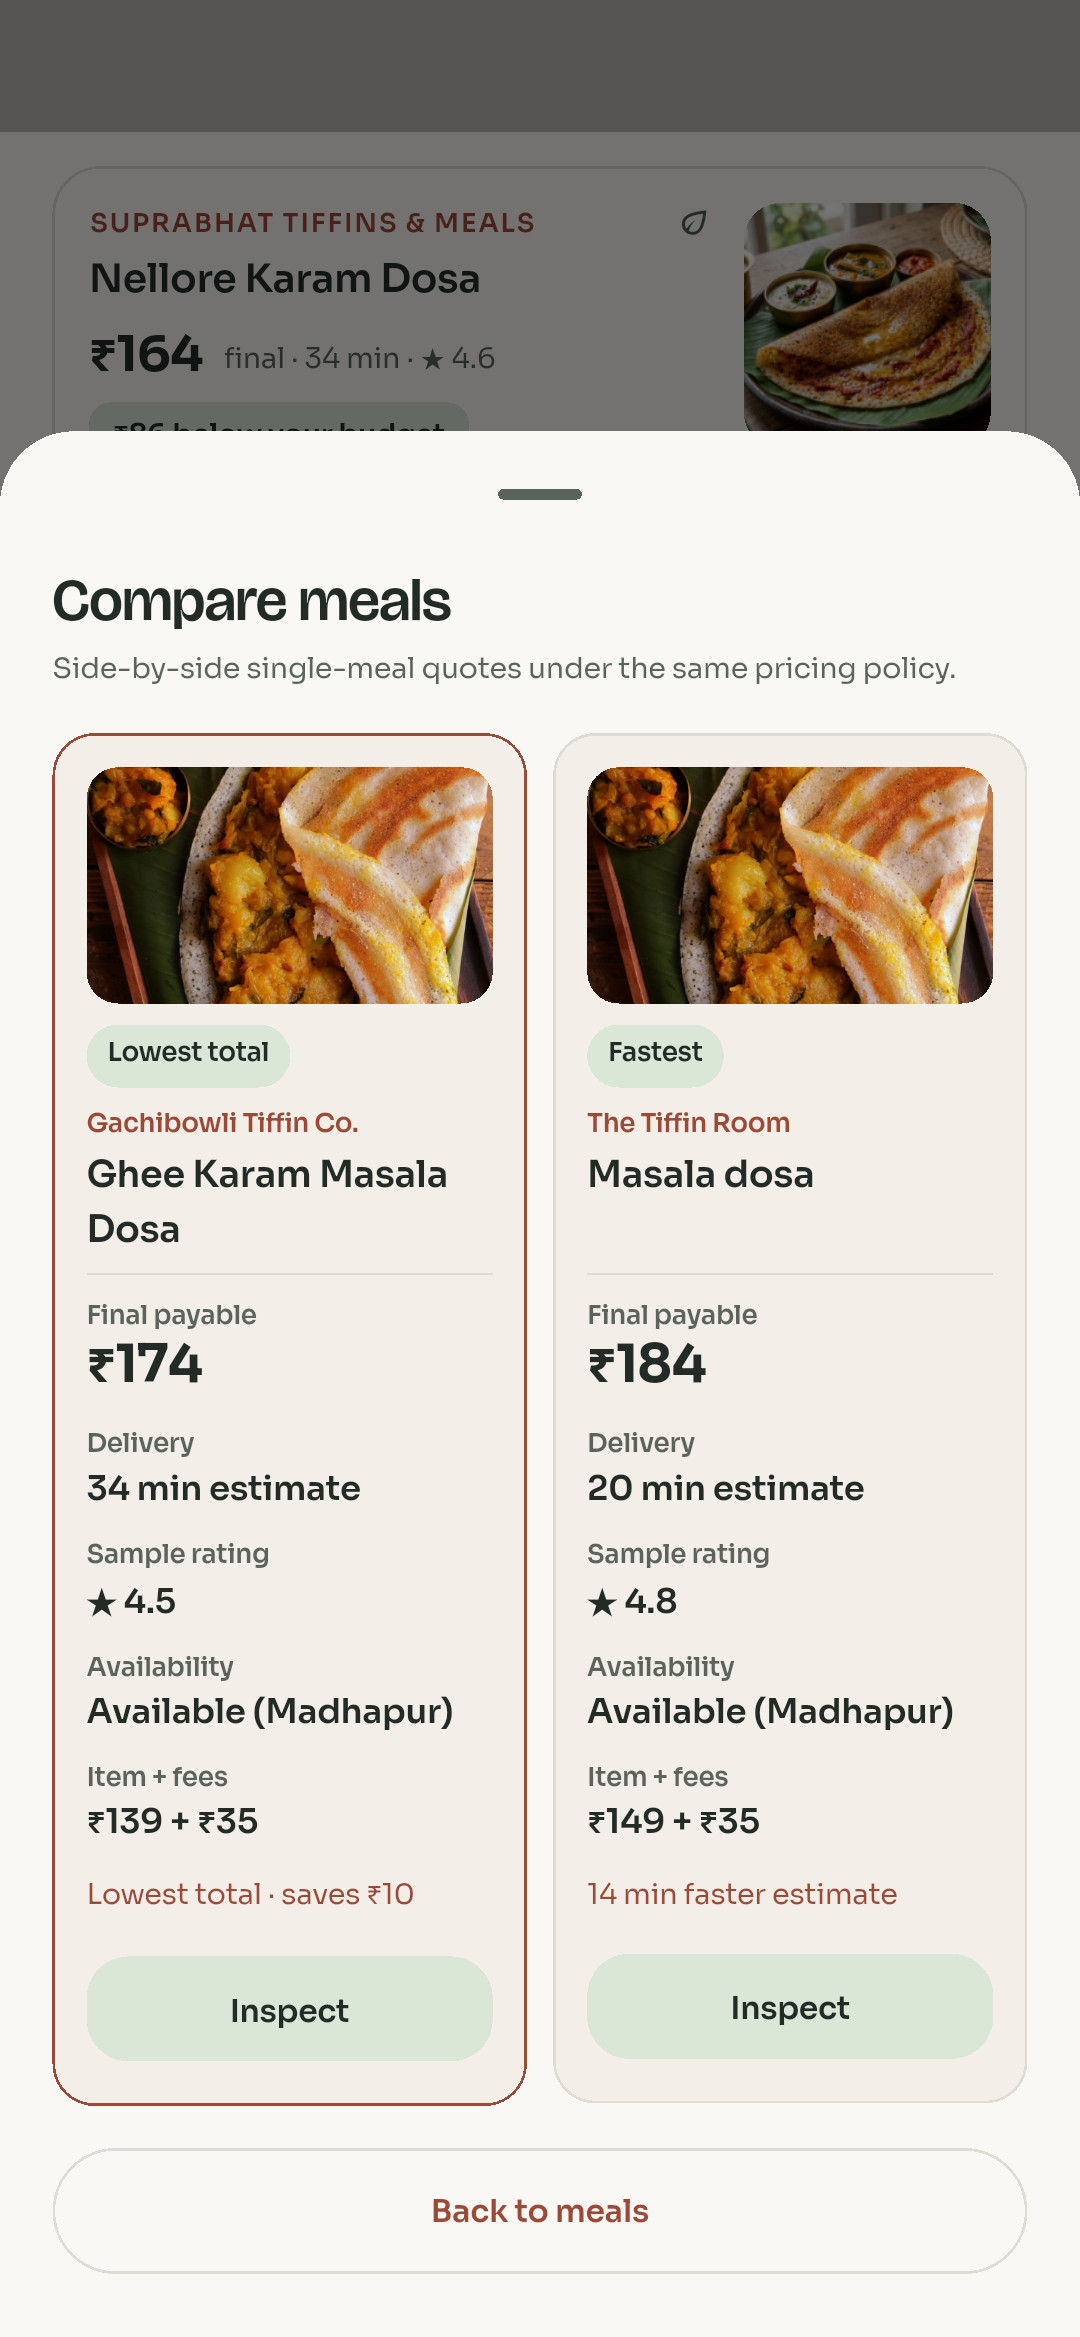 SUPRABHAT TIFFINS & MEALS
Nellore Karam Dosa
₹164 final · 34 min · ★ 4.6
₹86 below your budget
Compare meals
Side-by-side single-meal quotes under the same pricing policy.
Lowest total
Gachibowli Tiffin Co.
Ghee Karam Masala
Dosa
Final payable
₹174
Delivery
34 min estimate
Sample rating
★ 4.5
Availability
Available (Madhapur)
Item + fees
₹139 + ₹35
Lowest total · saves ₹10
Inspect
Fastest
The Tiffin Room
Masala dosa
Final payable
₹184
Delivery
20 min estimate
Sample rating
★ 4.8
Availability
Available (Madhapur)
Item + fees
₹149 + ₹35
14 min faster estimate
Inspect
Back to meals